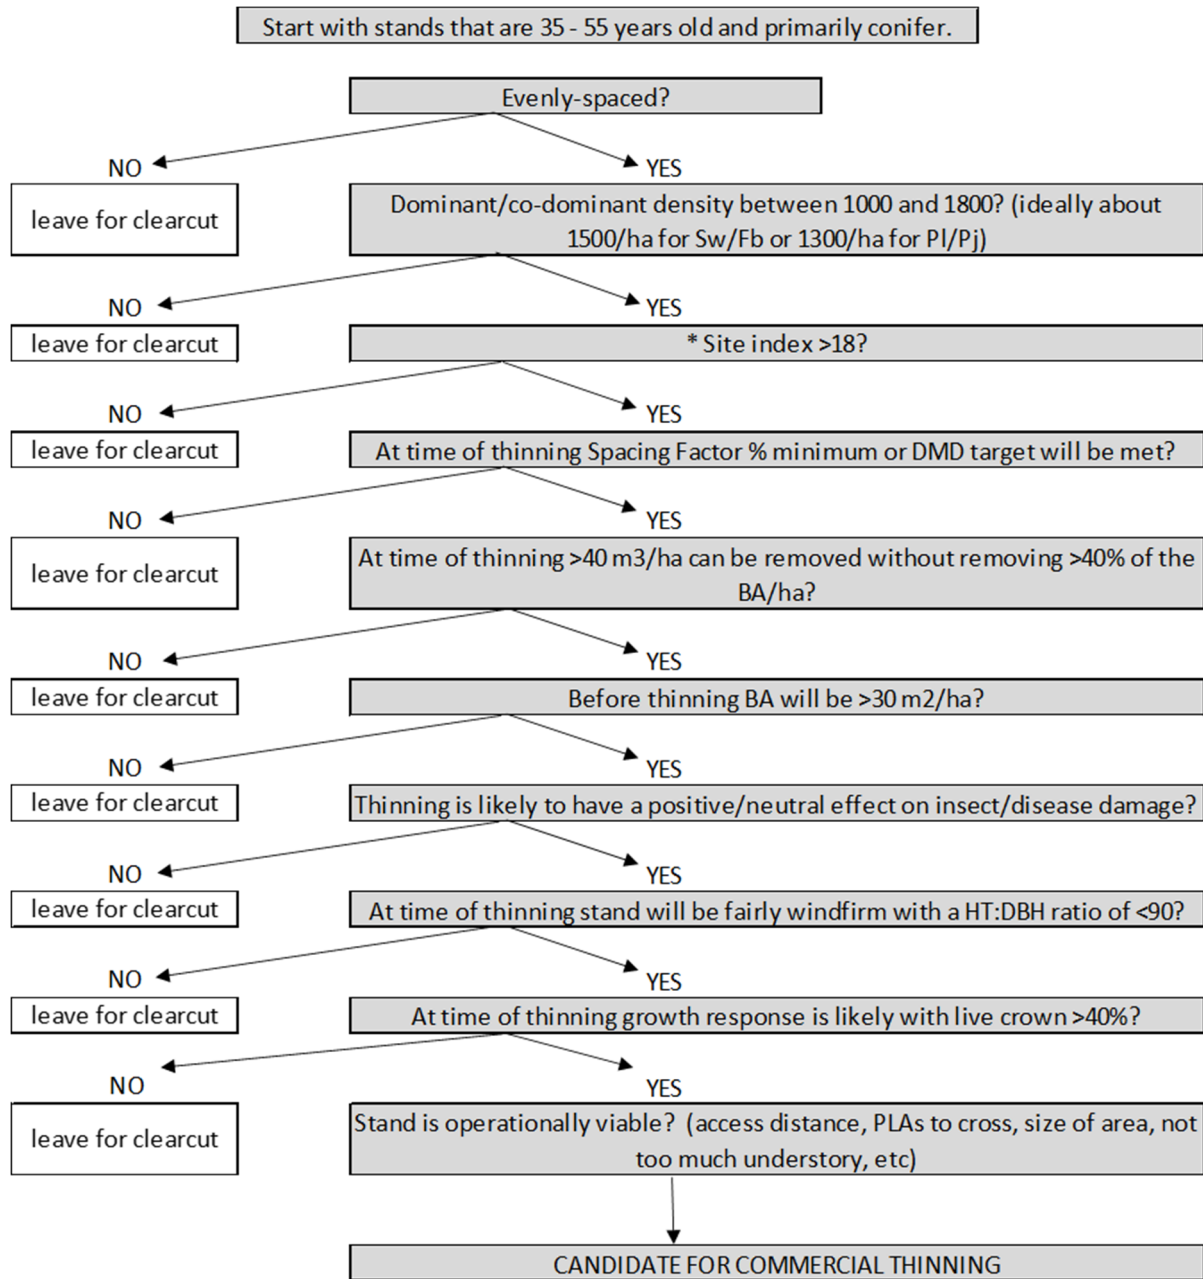 Start with stands that are 35 - 55 years old and primarily conifer.
Evenly-spaced?
NO
YES
leave for clearcut
Dominant/co-dominant density between 1000 and 1800? (ideally about
1500/ha for Sw/Fb or 1300/ha for Pl/Pj)
NO
YES
leave for clearcut
* Site index >18?
NO
YES
leave for clearcut
At time of thinning Spacing Factor % minimum or DMD target will be met?
NO
YES
leave for clearcut
At time of thinning >40 m3/ha can be removed without removing >40% of the
BA/ha?
NO
YES
leave for clearcut
Before thinning BA will be >30 m2/ha?
NO
YES
leave for clearcut
Thinning is likely to have a positive/neutral effect on insect/disease damage?
NO
YES
leave for clearcut
At time of thinning stand will be fairly windfirm with a HT:DBH ratio of <90?
NO
YES
leave for clearcut
At time of thinning growth response is likely with live crown >40%?
NO
YES
leave for clearcut
Stand is operationally viable? (access distance, PLAs to cross, size of area, not
too much understory, etc)
CANDIDATE FOR COMMERCIAL THINNING